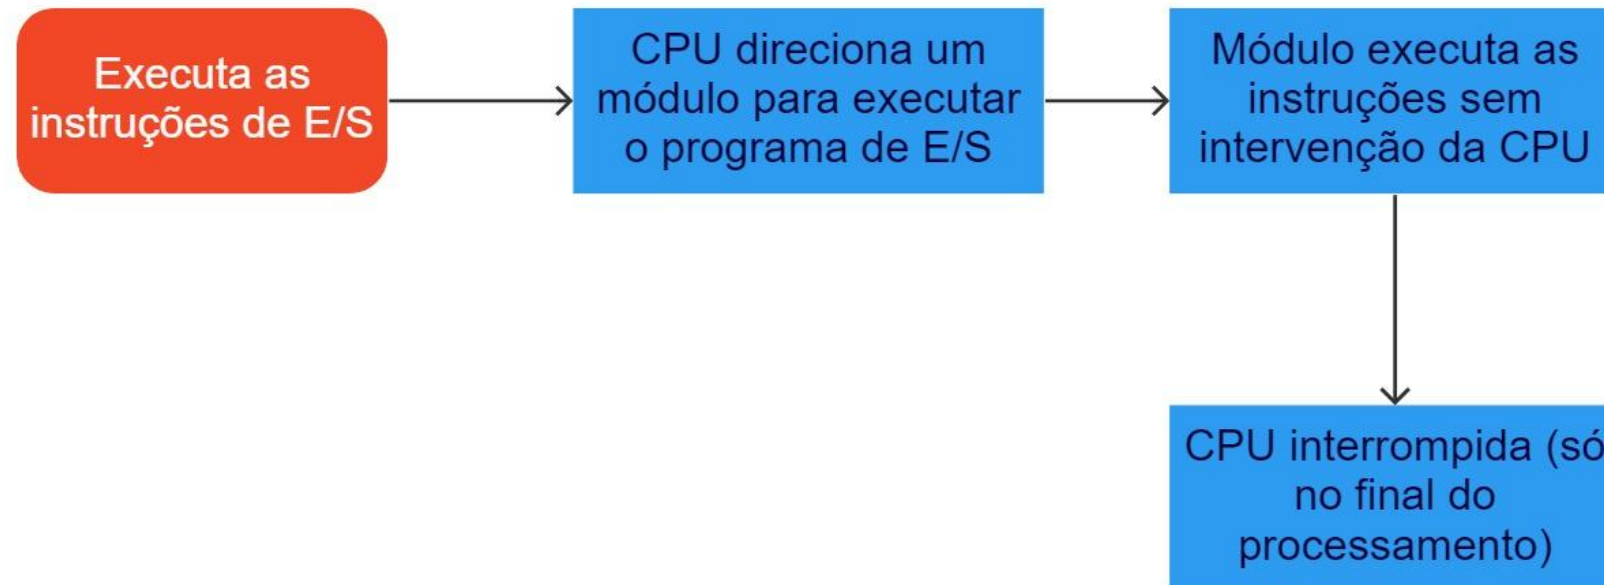 Executa as
instruções de E/S
CPU direciona um
módulo para executar
o programa de E/S
Módulo executa as
instruções sem
intervenção da CPU
CPU interrompida (só
no final do
processamento)